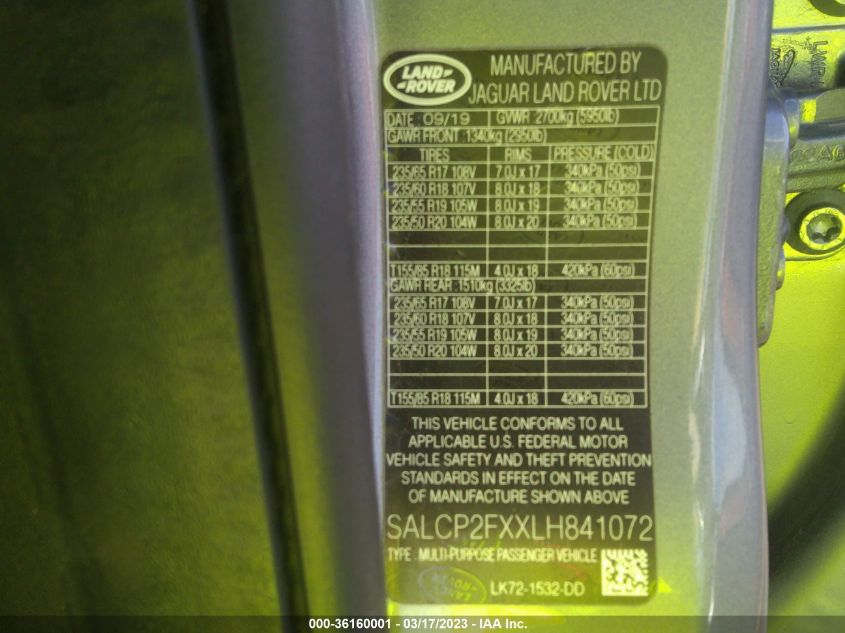 LAND ROVER
MANUFACTURED BY
JAGUAR LAND ROVER LTD
DATE: 09/19 GVWR 2700kg (5950lb)
GAWR FRONT 1340kg (2950lb)
TIRES RIMS PRESSURE (COLD)
235/65 R17 108V 7.0J x 17 340kPa (50psi)
235/60 R18 107V 8.0J x 18 340kPa (50psi)
235/55 R19 105W 8.0J x 19 340kPa (50psi)
235/50 R20 104W 8.0J x 20 340kPa (50psi)
T155/85 R18 115M 4.0J x 18 420kPa (60psi)
GAWR REAR 1510kg (3325lb)
235/65 R17 108V 7.0J x 17 340kPa (50psi)
235/60 R18 107V 8.0J x 18 340kPa (50psi)
235/55 R19 105W 8.0J x 19 340kPa (50psi)
235/50 R20 104W 8.0J x 20 340kPa (50psi)
T155/85 R18 115M 4.0J x 18 420kPa (60psi)
THIS VEHICLE CONFORMS TO ALL
APPLICABLE U.S. FEDERAL MOTOR
VEHICLE SAFETY AND THEFT PREVENTION
STANDARDS IN EFFECT ON THE DATE
OF MANUFACTURE SHOWN ABOVE
SALCP2FXXLH841072
TYPE: MULTI-PURPOSE PASSENGER VEHICLE
LK72-1532-DD
000-36160001 - 03/17/2023 - IAA Inc.